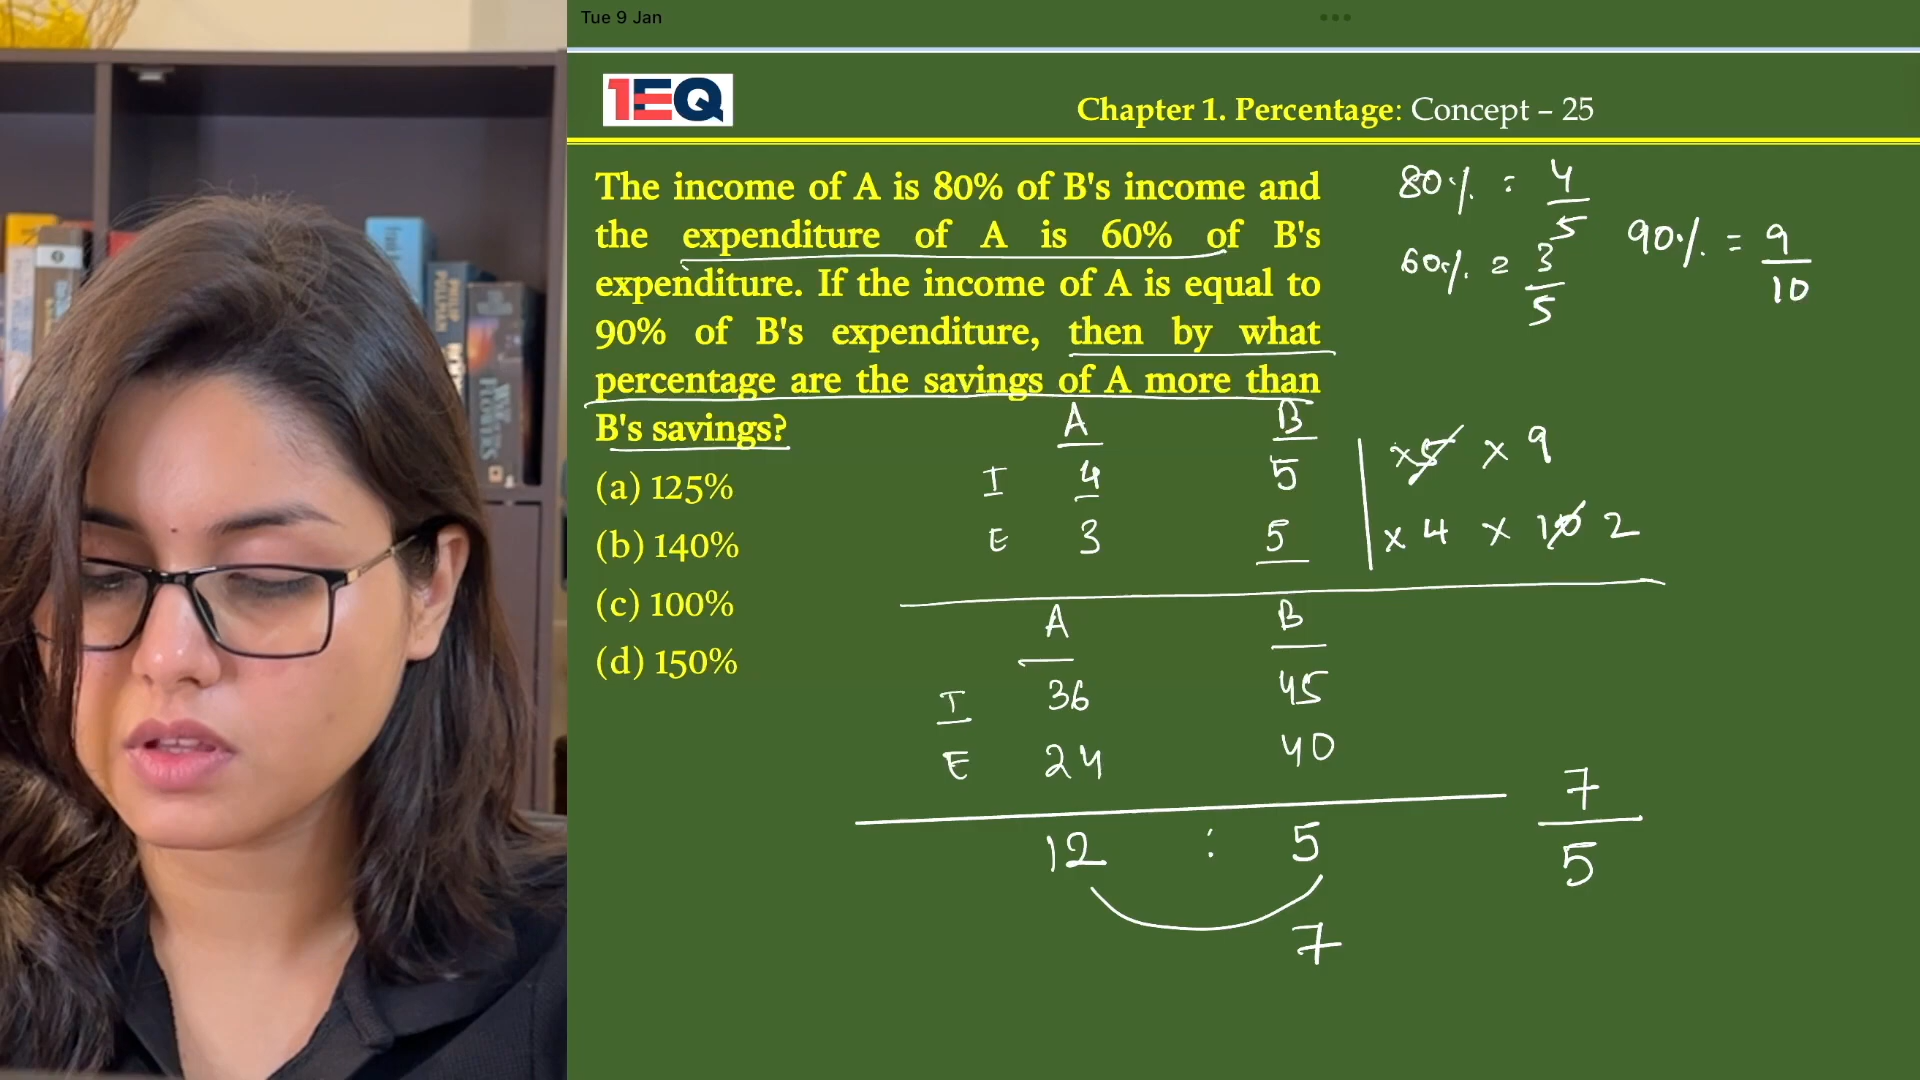 Tue 9 Jan
1EQ
Chapter 1. Percentage: Concept – 25
The income of A is 80% of B's income and
the expenditure of A is 60% of B's
expenditure. If the income of A is equal to
90% of B's expenditure, then by what
percentage are the savings of A more than
B's savings?
(a) 125%
(b) 140%
(c) 100%
(d) 150%
80% = 4/5
60% = 3/5
90% = 9/10
A B
I 4 5 ×5 × 9
E 3 5 × 4 × 10 2
A B
I 36 45
E 24 40
12 : 5
7
7/5